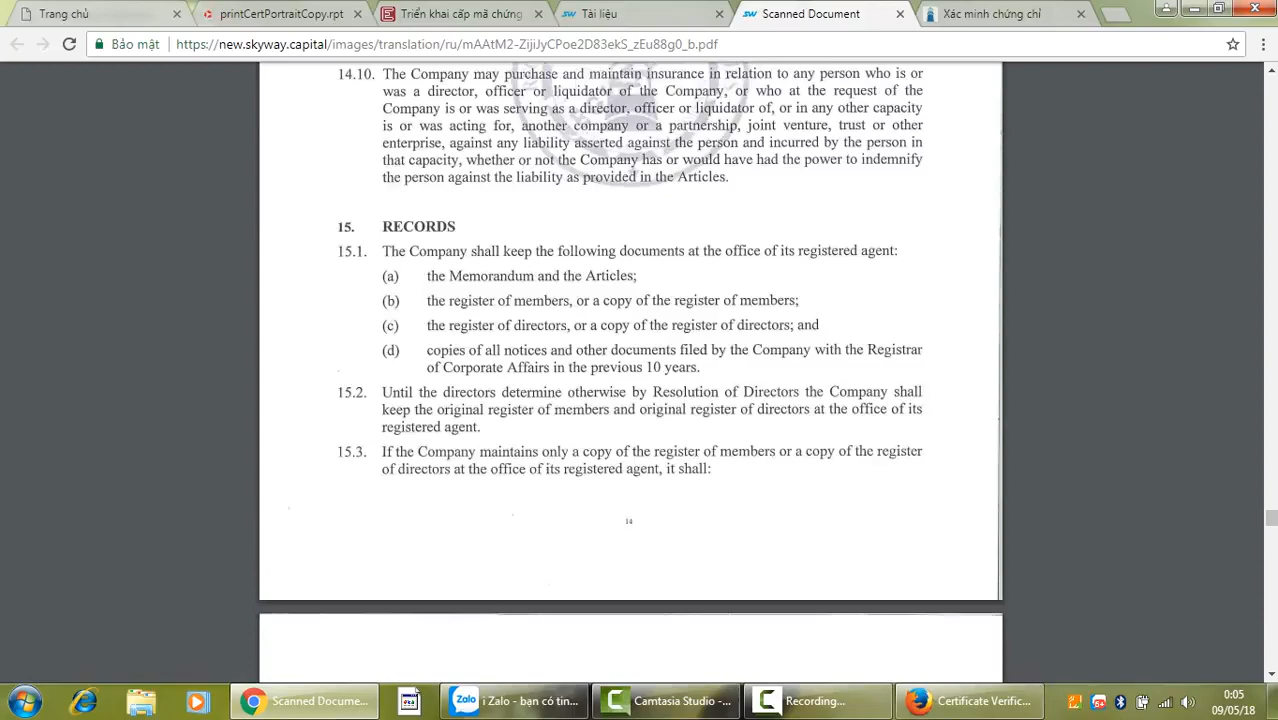 Trang chủ
printCertPortraitCopy.rpt
Triển khai cấp mã chứng
Tài liệu
Scanned Document
Xác minh chứng chỉ
Bảo mật
https://new.skyway.capital/images/translation/ru/mAAtM2-ZijiJyCPoe2D83ekS_zEu88g0_b.pdf
14.10. The Company may purchase and maintain insurance in relation to any person who is or
was a director, officer or liquidator of the Company, or who at the request of the
Company is or was serving as a director, officer or liquidator of, or in any other capacity
is or was acting for, another company or a partnership, joint venture, trust or other
enterprise, against any liability asserted against the person and incurred by the person in
that capacity, whether or not the Company has or would have had the power to indemnify
the person against the liability as provided in the Articles.
15. RECORDS
15.1. The Company shall keep the following documents at the office of its registered agent:
(a) the Memorandum and the Articles;
(b) the register of members, or a copy of the register of members;
(c) the register of directors, or a copy of the register of directors; and
(d) copies of all notices and other documents filed by the Company with the Registrar
of Corporate Affairs in the previous 10 years.
15.2. Until the directors determine otherwise by Resolution of Directors the Company shall
keep the original register of members and original register of directors at the office of its
registered agent.
15.3. If the Company maintains only a copy of the register of members or a copy of the register
of directors at the office of its registered agent, it shall:
14
Scanned Docume...
Zalo
i Zalo - bạn có tin...
Camtasia Studio -...
Recording...
Certificate Verific...
0:05
09/05/18